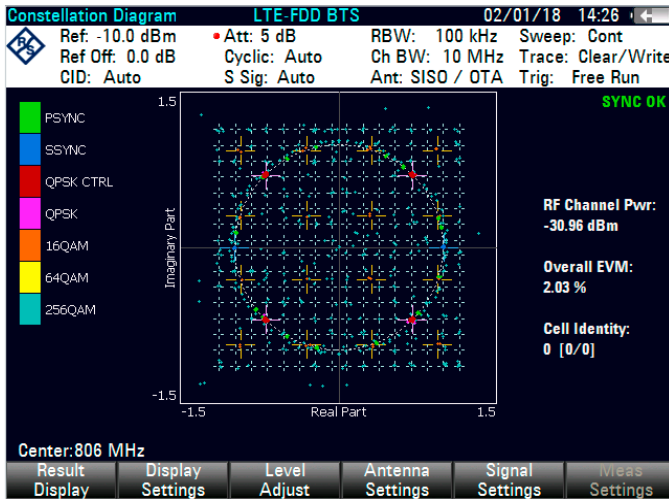 Constellation Diagram LTE-FDD BTS 02/01/18 14:26
Ref: -10.0 dBm Att: 5 dB RBW: 100 kHz Sweep: Cont
Ref Off: 0.0 dB Cyclic: Auto Ch BW: 10 MHz Trace: Clear/Write
CID: Auto S Sig: Auto Ant: SISO / OTA Trig: Free Run
R&S
SYNC OK
1.5
PSYNC
SSYNC
QPSK CTRL
QPSK
16QAM
64QAM
256QAM
Imaginary Part
RF Channel Pwr:
-30.96 dBm
Overall EVM:
2.03 %
Cell Identity:
0 [0/0]
-1.5
-1.5 Real Part 1.5
Center:806 MHz
Result Display Level Antenna Signal Meas
Display Settings Adjust Settings Settings Settings